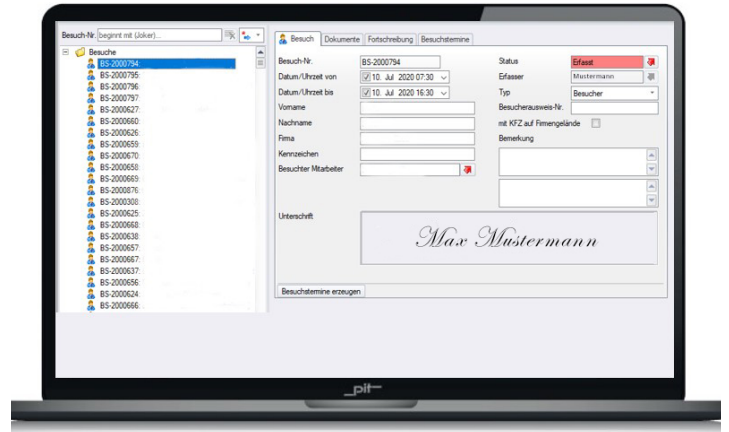 Besuch-Nr. beginnt mit (Joker)...
Besuche
BS-2000794:
BS-2000795:
BS-2000796:
BS-2000797:
BS-2000627:
BS-2000660:
BS-2000626:
BS-2000659:
BS-2000670:
BS-2000658:
BS-2000669:
BS-2000876:
BS-2000308:
BS-2000625:
BS-2000668:
BS-2000638:
BS-2000657:
BS-2000667:
BS-2000637:
BS-2000656:
BS-2000624:
BS-2000666:
Besuch Dokumente Fortschreibung Besuchstermine
Besuch-Nr. BS-2000794
Datum/Uhrzeit von 10. Jul 2020 07:30
Datum/Uhrzeit bis 10. Jul 2020 16:30
Vorname
Nachname
Firma
Kennzeichen
Besuchter Mitarbeiter
Status Erfasst
Erfasser Mustermann
Typ Besucher
Besucherausweis-Nr.
mit KFZ auf Firmengelände
Bemerkung
Unterschrift
Max Mustermann
Besuchstermine erzeugen
_pit—